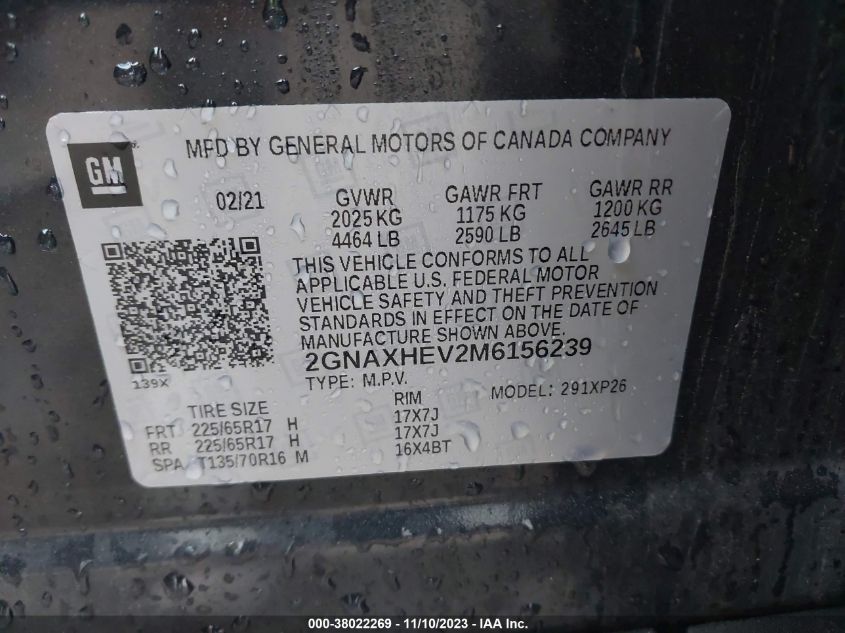 MFD BY GENERAL MOTORS OF CANADA COMPANY
GM
02/21 GVWR GAWR FRT GAWR RR
2025 KG 1175 KG 1200 KG
4464 LB 2590 LB 2645 LB
THIS VEHICLE CONFORMS TO ALL
APPLICABLE U.S. FEDERAL MOTOR
VEHICLE SAFETY AND THEFT PREVENTION
STANDARDS IN EFFECT ON THE DATE OF
MANUFACTURE SHOWN ABOVE.
2GNAXHEV2M6156239
139X
TYPE: M.P.V. MODEL: 291XP26
TIRE SIZE RIM
FRT 225/65R17 H 17X7J
RR 225/65R17 H 17X7J
SPA T135/70R16 M 16X4BT
000-38022269 - 11/10/2023 - IAA Inc.